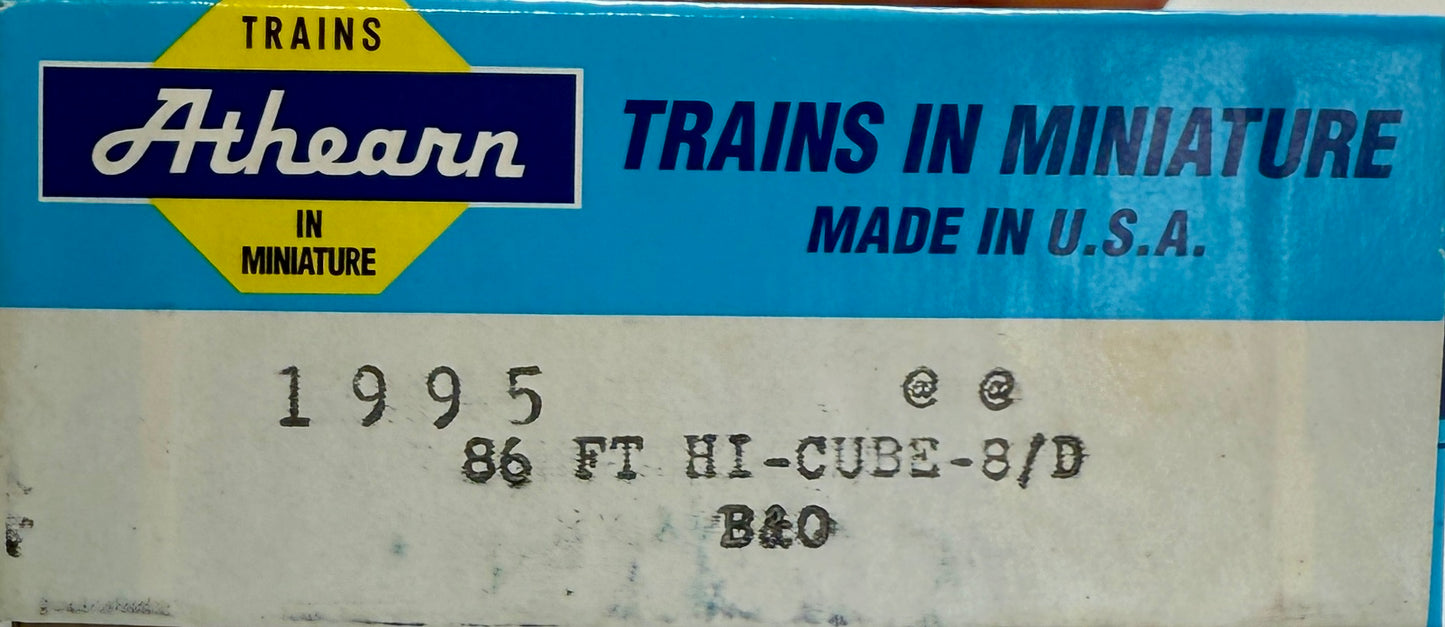 TRAINS
Athearn
IN
MINIATURE
TRAINS IN MINIATURE
MADE IN U.S.A.
1995 @ @
86 FT HI-CUBE-8/D
B&O